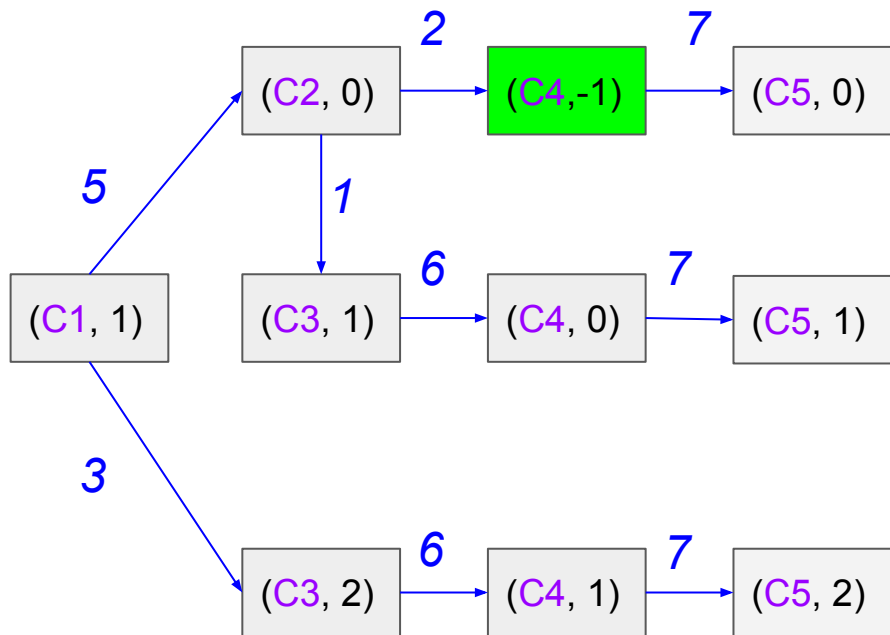 2 7
(C2, 0) (C4,-1) (C5, 0)
5 1
6 7
(C1, 1) (C3, 1) (C4, 0) (C5, 1)
3
6 7
(C3, 2) (C4, 1) (C5, 2)